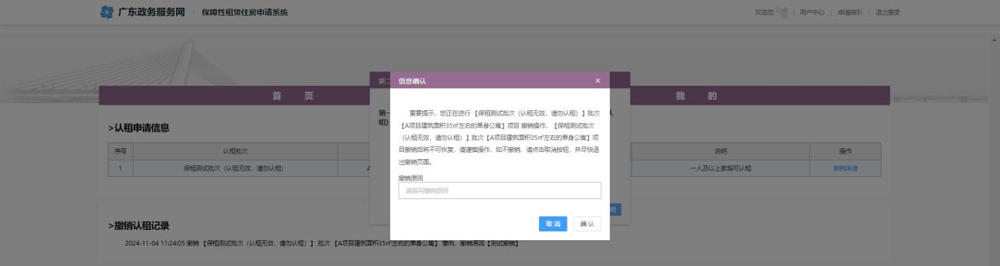 广东政务服务网 | 保障性租赁住房申请系统
欢迎您 | 用户中心 | 申请指引 | 退出登录
首 页
我 的
第二
信息确认 ×
第一
租)
重要提示，您正在进行 【保租测试批次（认租无效，请勿认租）】批次
【A项目建筑面积35㎡左右的单身公寓】项目 撤销操作，【保租测试批次
（认租无效，请勿认租）】批次【A项目建筑面积35㎡左右的单身公寓】项
目撤销后将不可恢复，请谨慎操作，如不撤销，请点击取消按钮，并尽快退
出撤销页面。
撤销原因
请填写撤销原因
取消 确认
销
>认租申请信息
序号 认租批次 说明 操作
1 保租测试批次（认租无效，请勿认租） A 一人及以上家庭可认租 撤销申请
>撤销认租记录
2024-11-04 11:24:05 撤销 【保租测试批次（认租无效，请勿认租）】 批次 【A项目建筑面积35㎡左右的单身公寓】 意向，撤销原因【测试撤销】